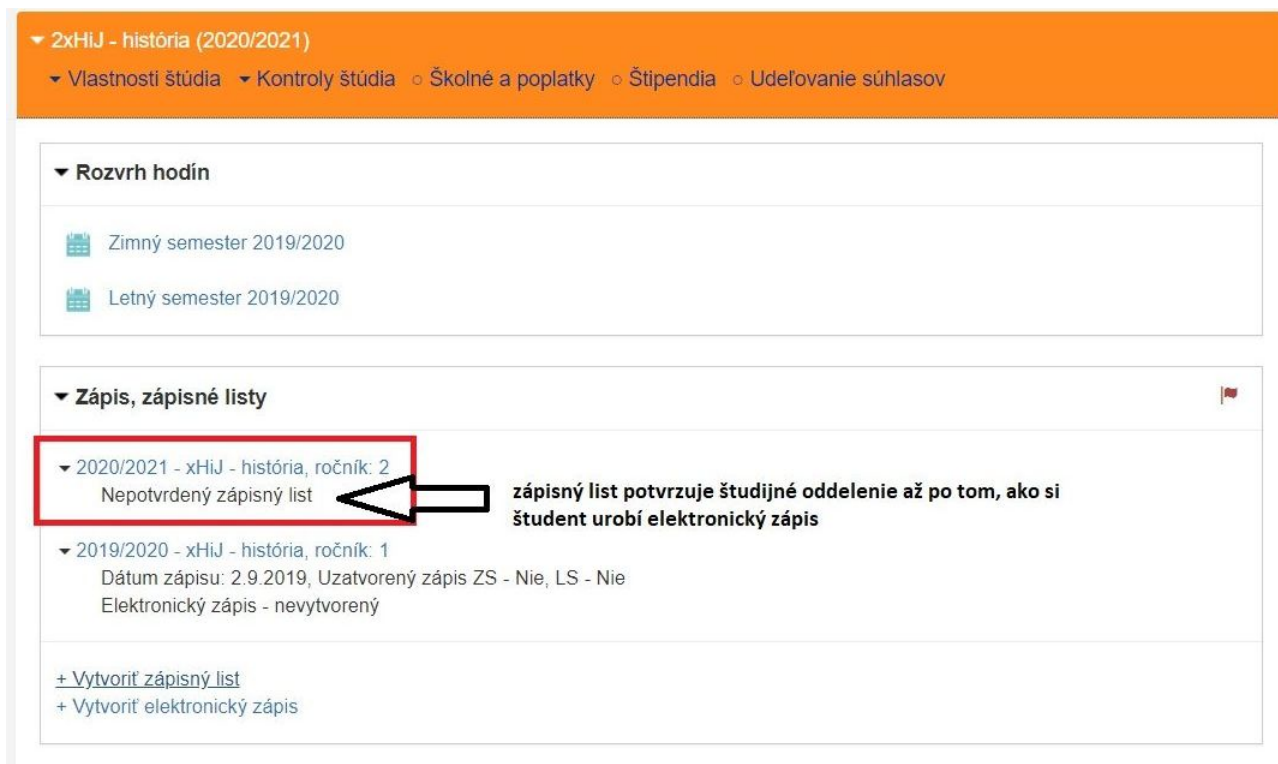 2xHiJ - história (2020/2021)
Vlastnosti štúdia Kontroly štúdia Školné a poplatky Štipendia Udeľovanie súhlasov
Rozvrh hodín
Zimný semester 2019/2020
Letný semester 2019/2020
Zápis, zápisné listy
2020/2021 - xHiJ - história, ročník: 2
Nepotvrdený zápisný list
zápisný list potvrzuje študijné oddelenie až po tom, ako si
študent urobí elektronický zápis
2019/2020 - xHiJ - história, ročník: 1
Dátum zápisu: 2.9.2019, Uzatvorený zápis ZS - Nie, LS - Nie
Elektronický zápis - nevytvorený
+ Vytvoriť zápisný list
+ Vytvoriť elektronický zápis